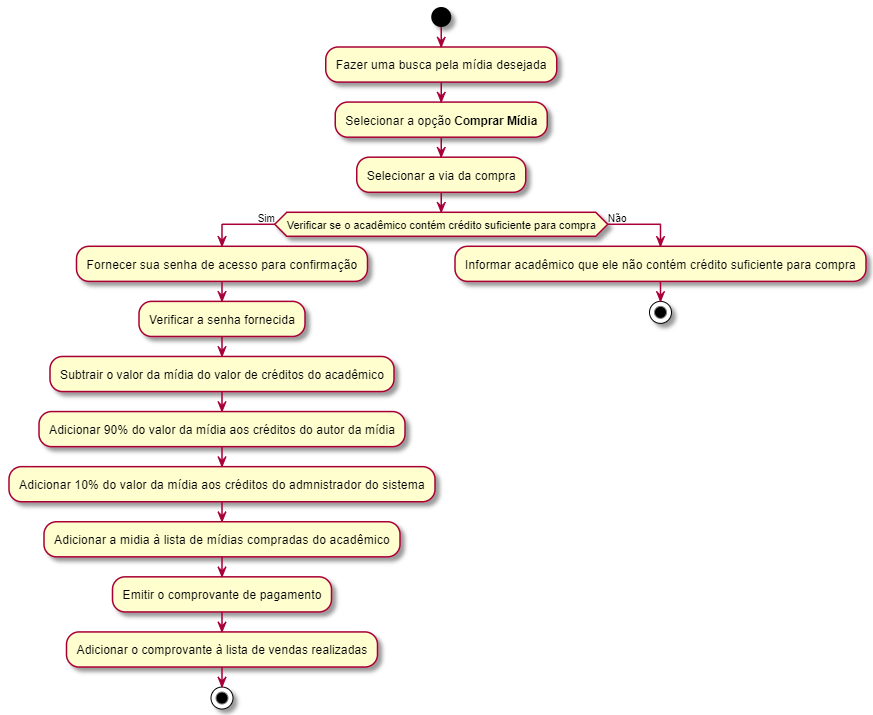 Fazer uma busca pela mídia desejada
Selecionar a opção Comprar Mídia
Selecionar a via da compra
Sim
Verificar se o acadêmico contém crédito suficiente para compra
Não
Fornecer sua senha de acesso para confirmação
Informar acadêmico que ele não contém crédito suficiente para compra
Verificar a senha fornecida
Subtrair o valor da mídia do valor de créditos do acadêmico
Adicionar 90% do valor da mídia aos créditos do autor da mídia
Adicionar 10% do valor da mídia aos créditos do admnistrador do sistema
Adicionar a midia à lista de mídias compradas do acadêmico
Emitir o comprovante de pagamento
Adicionar o comprovante à lista de vendas realizadas